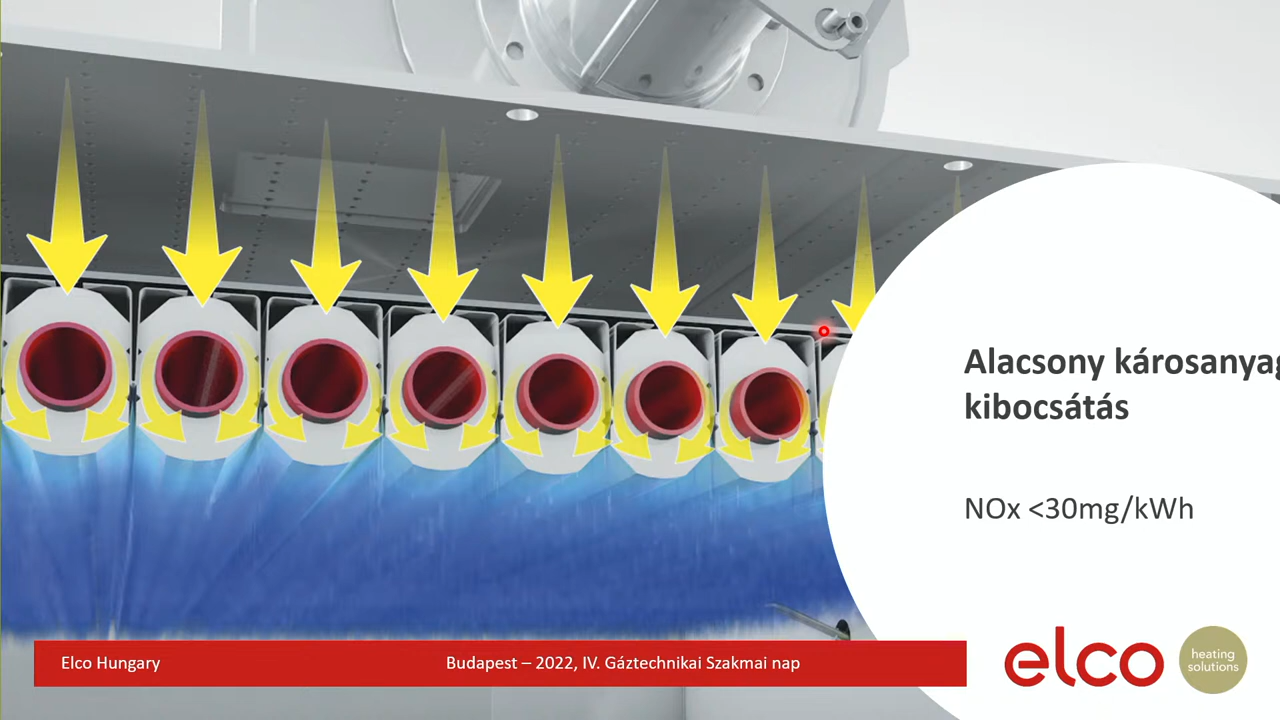 Alacsony károsanyag
kibocsátás
NOx <30mg/kWh
Elco Hungary
Budapest – 2022, IV. Gáztechnikai Szakmai nap
elco
heating
solutions